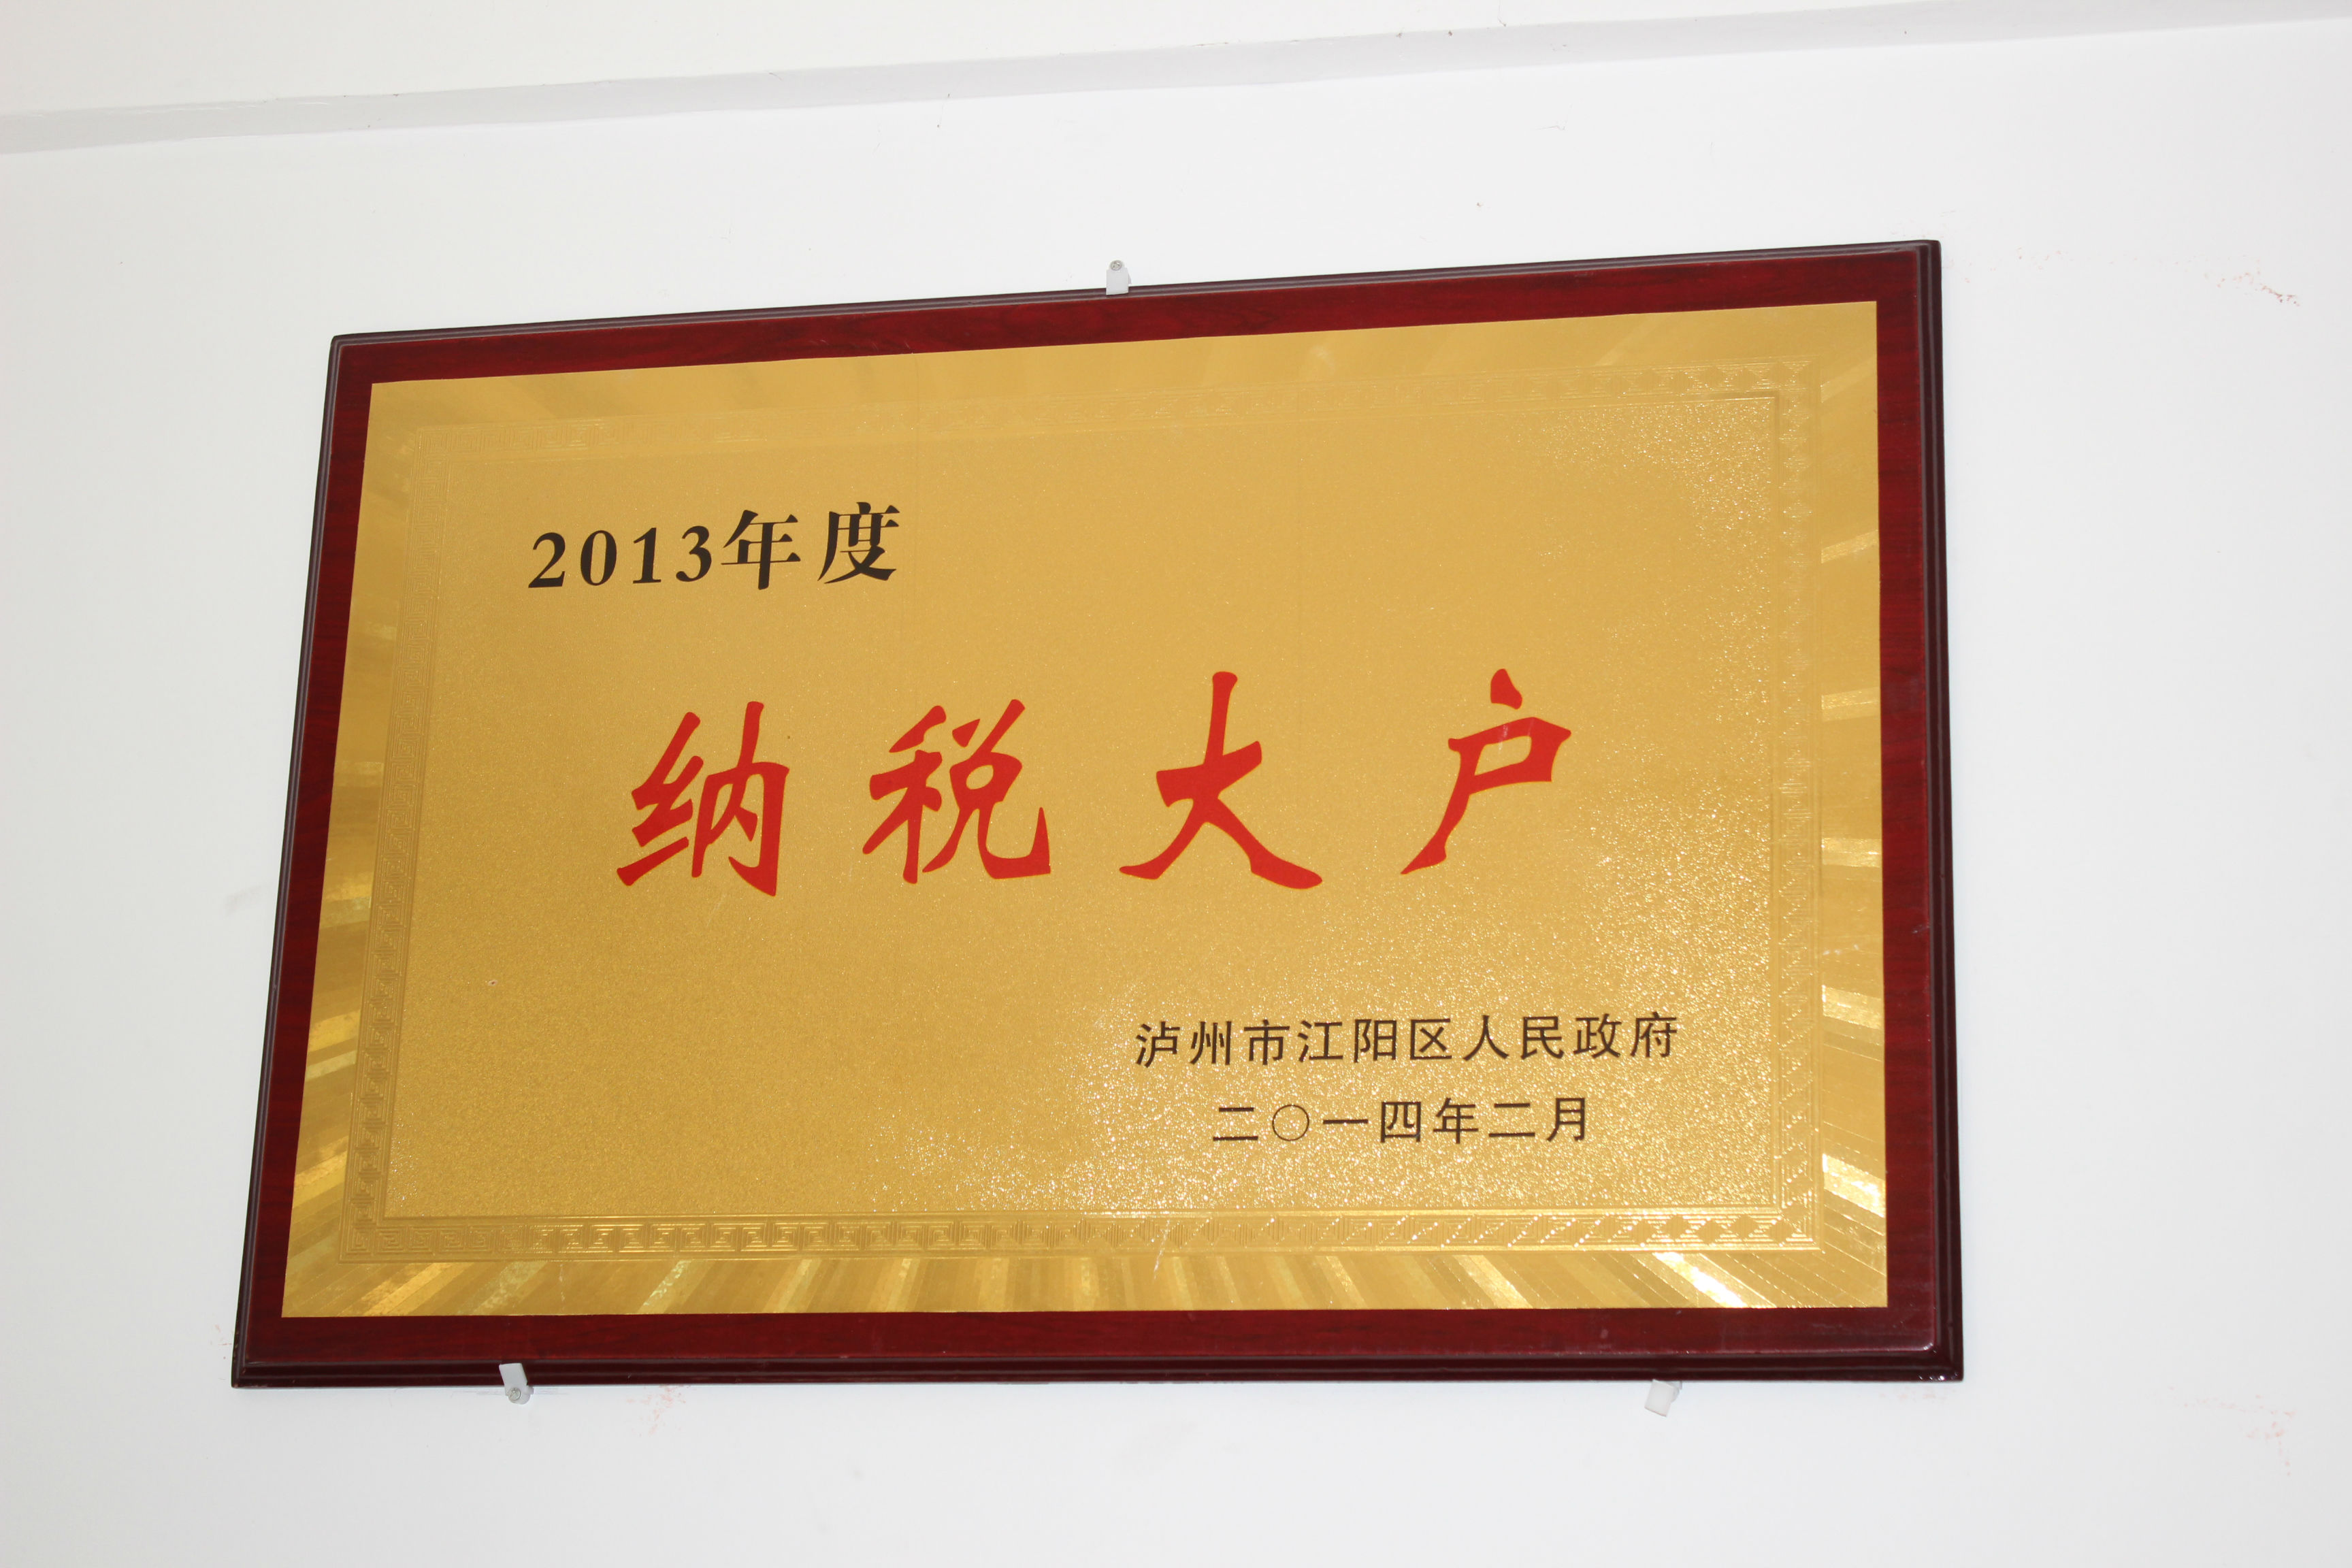 2013年度
纳税大户
泸州市江阳区人民政府
二〇一四年二月